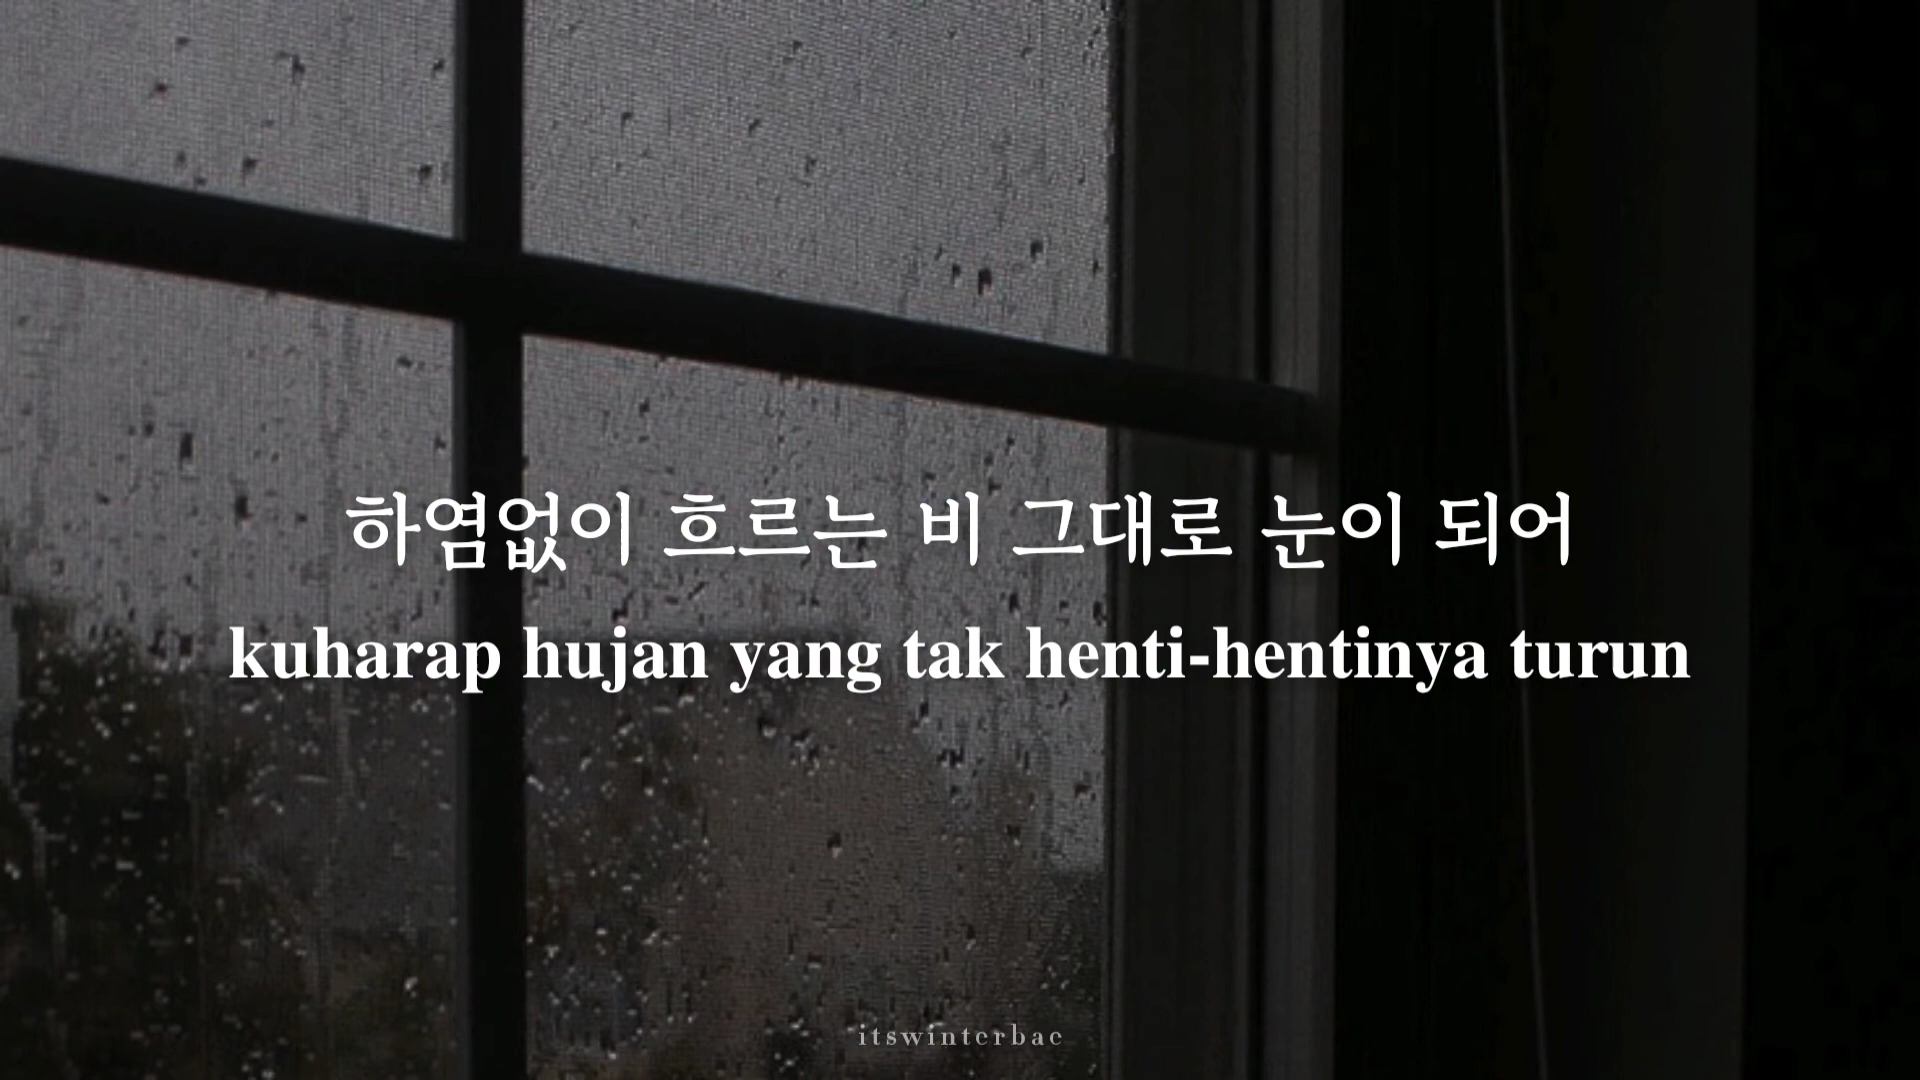 하염없이 흐르는 비 그대로 눈이 되어
kuharap hujan yang tak henti-hentinya turun
itswinterbae